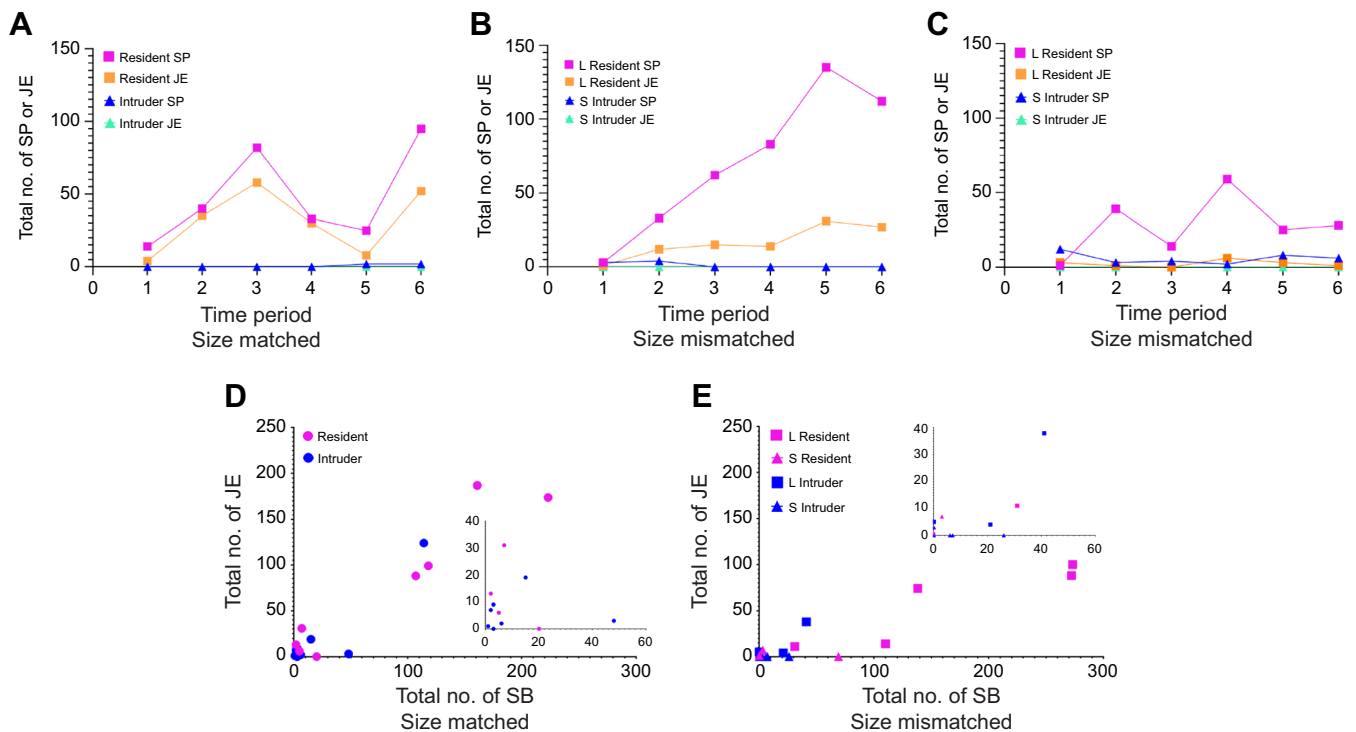 A
Total no. of SP or JE
150
100
50
0
Resident SP
Resident JE
Intruder SP
Intruder JE
0 1 2 3 4 5 6
Time period
Size matched
B
Total no. of SP or JE
150
100
50
0
L Resident SP
L Resident JE
S Intruder SP
S Intruder JE
0 1 2 3 4 5 6
Time period
Size mismatched
C
Total no. of SP or JE
150
100
50
0
L Resident SP
L Resident JE
S Intruder SP
S Intruder JE
0 1 2 3 4 5 6
Time period
Size mismatched
D
Total no. of JE
250
200
150
100
50
0
Resident
Intruder
40
30
20
10
0
0 20 40 60
0 100 200 300
Total no. of SB
Size matched
E
Total no. of JE
250
200
150
100
50
0
L Resident
S Resident
L Intruder
S Intruder
40
30
20
10
0
0 20 40 60
0 100 200 300
Total no. of SB
Size mismatched